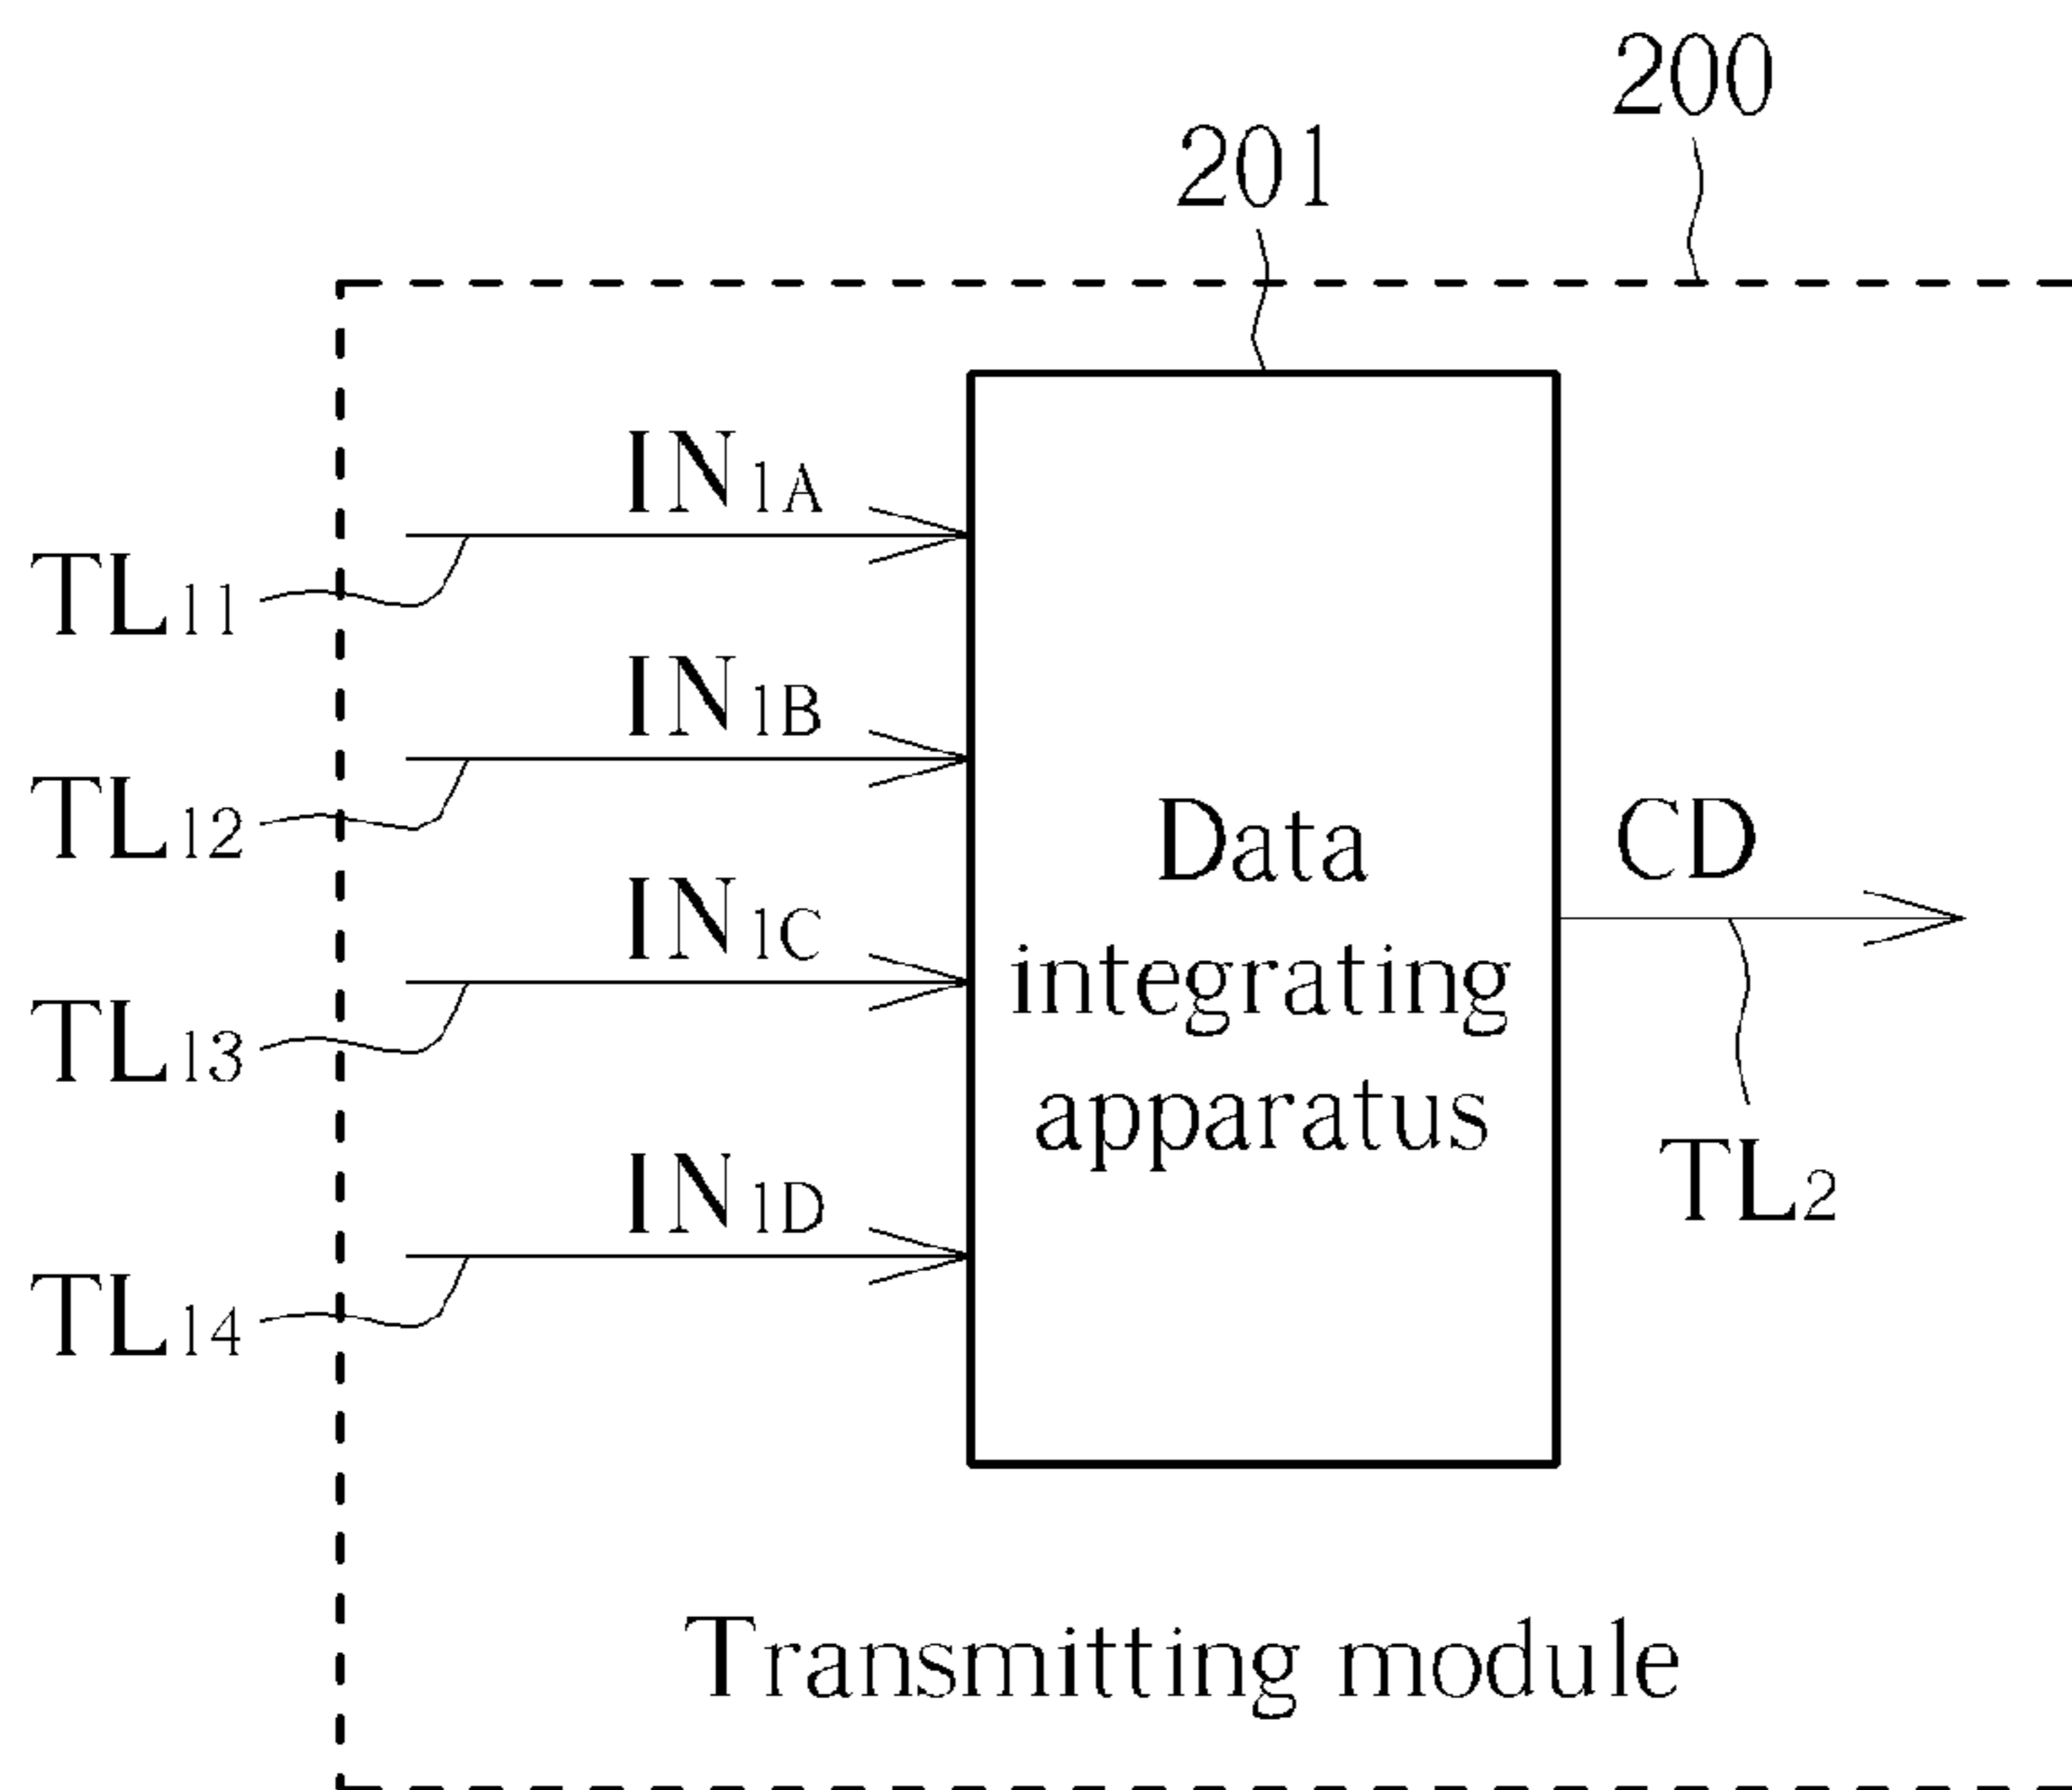 200
201
IN1A
TL11
IN1B
TL12
IN1C
TL13
IN1D
TL14
Data
integrating
apparatus
CD
TL2
Transmitting module